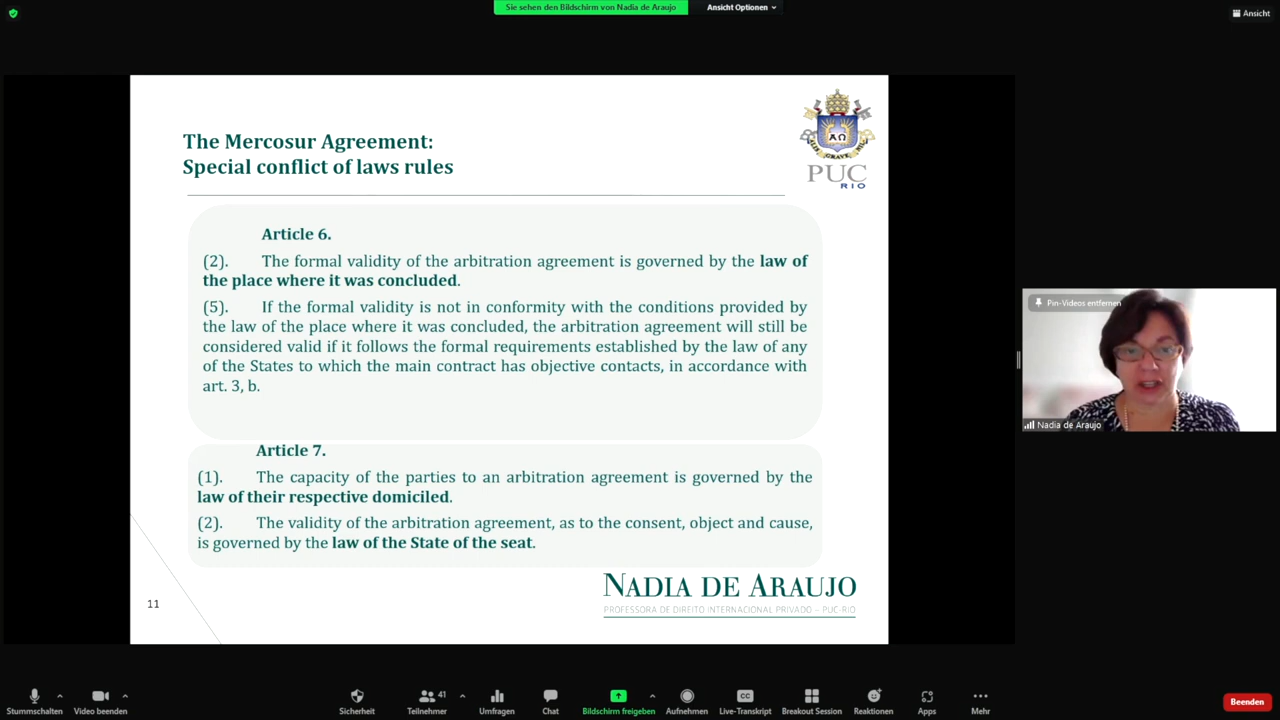 Sie sehen den Bildschirm von Nadia de Araujo
Ansicht Optionen
Ansicht
The Mercosur Agreement:
Special conflict of laws rules
ΑΩ
PUC
RIO
Article 6.
(2). The formal validity of the arbitration agreement is governed by the law of
the place where it was concluded.
(5). If the formal validity is not in conformity with the conditions provided by
the law of the place where it was concluded, the arbitration agreement will still be
considered valid if it follows the formal requirements established by the law of any
of the States to which the main contract has objective contacts, in accordance with
art. 3, b.
Article 7.
(1). The capacity of the parties to an arbitration agreement is governed by the
law of their respective domiciled.
(2). The validity of the arbitration agreement, as to the consent, object and cause,
is governed by the law of the State of the seat.
NADIA DE ARAUJO
PROFESSORA DE DIREITO INTERNACIONAL PRIVADO – PUC-RIO
11
Pin-Videos entfernen
Nadia de Araujo
Stummschalten
Video beenden
Sicherheit
41
Teilnehmer
Umfragen
Chat
Bildschirm freigeben
Aufnehmen
CC
Live-Transkript
Breakout Session
Reaktionen
Apps
Mehr
Beenden